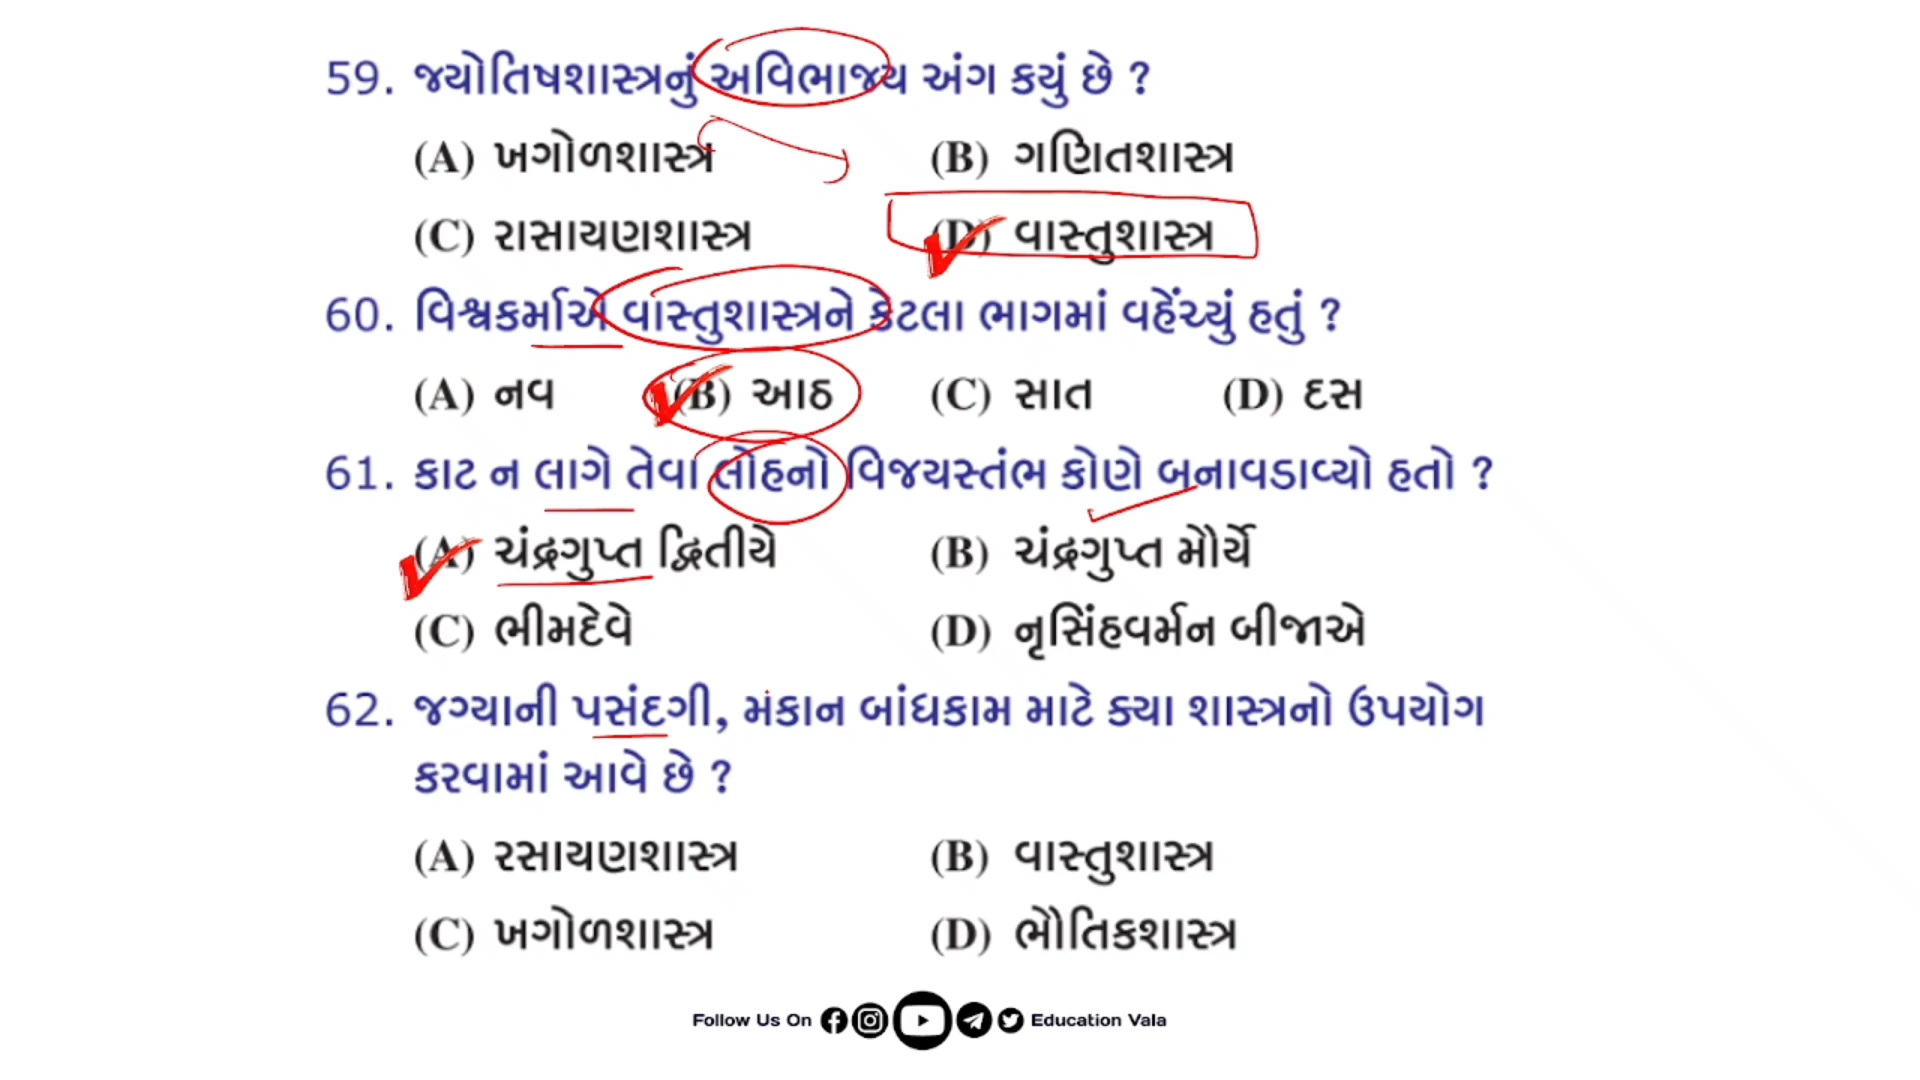 59. જ્યોતિષશાસ્ત્રનું અવિભાજ્ય અંગ કયું છે ?
(A) ખગોળશાસ્ત્ર (B) ગણિતશાસ્ત્ર
(C) રાસાયણશાસ્ત્ર (D) વાસ્તુશાસ્ત્ર
60. વિશ્વકર્માએ વાસ્તુશાસ્ત્રને કેટલા ભાગમાં વહેંચ્યું હતું ?
(A) નવ (B) આઠ (C) સાત (D) દસ
61. કાટ ન લાગે તેવા લોહનો વિજયસ્તંભ કોણે બનાવડાવ્યો હતો ?
(A) ચંદ્રગુપ્ત દ્વિતીયે (B) ચંદ્રગુપ્ત મૌર્યે
(C) ભીમદેવે (D) નૃસિંહવર્મન બીજાએ
62. જગ્યાની પસંદગી, મકાન બાંધકામ માટે ક્યા શાસ્ત્રનો ઉપયોગ
કરવામાં આવે છે ?
(A) રસાયણશાસ્ત્ર (B) વાસ્તુશાસ્ત્ર
(C) ખગોળશાસ્ત્ર (D) ભૌતિકશાસ્ત્ર
Follow Us On Education Vala